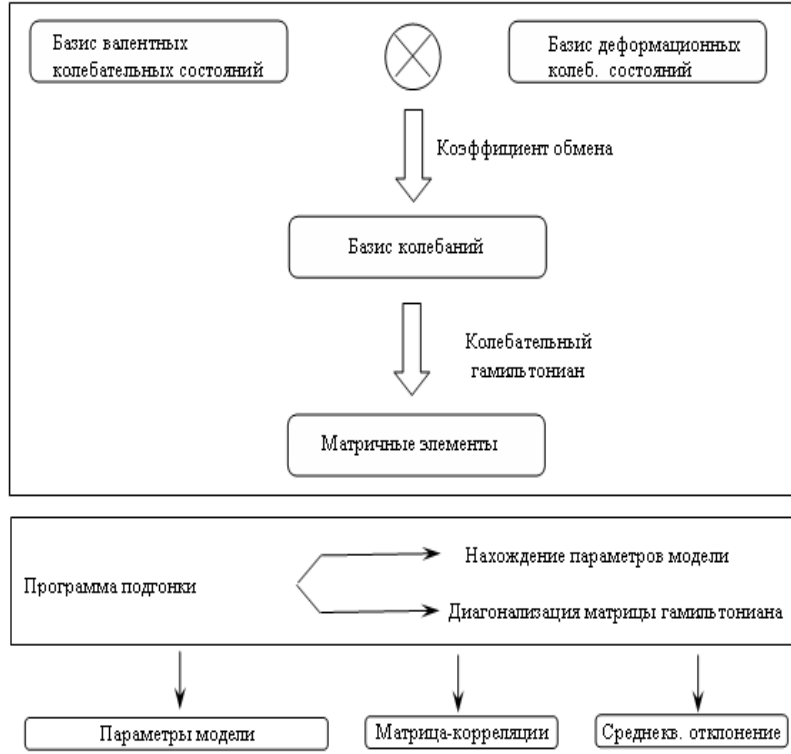 Базис валентных
колебательных состояний
Базис деформационных
колеб. состояний
Коэффициент обмена
Базис колебаний
Колебательный
гамильтониан
Матричные элементы
Нахождение параметров модели
Программа подгонки
Диагонализация матрицы гамильтониана
Параметры модели
Матрица-корреляции
Среднекв. отклонение